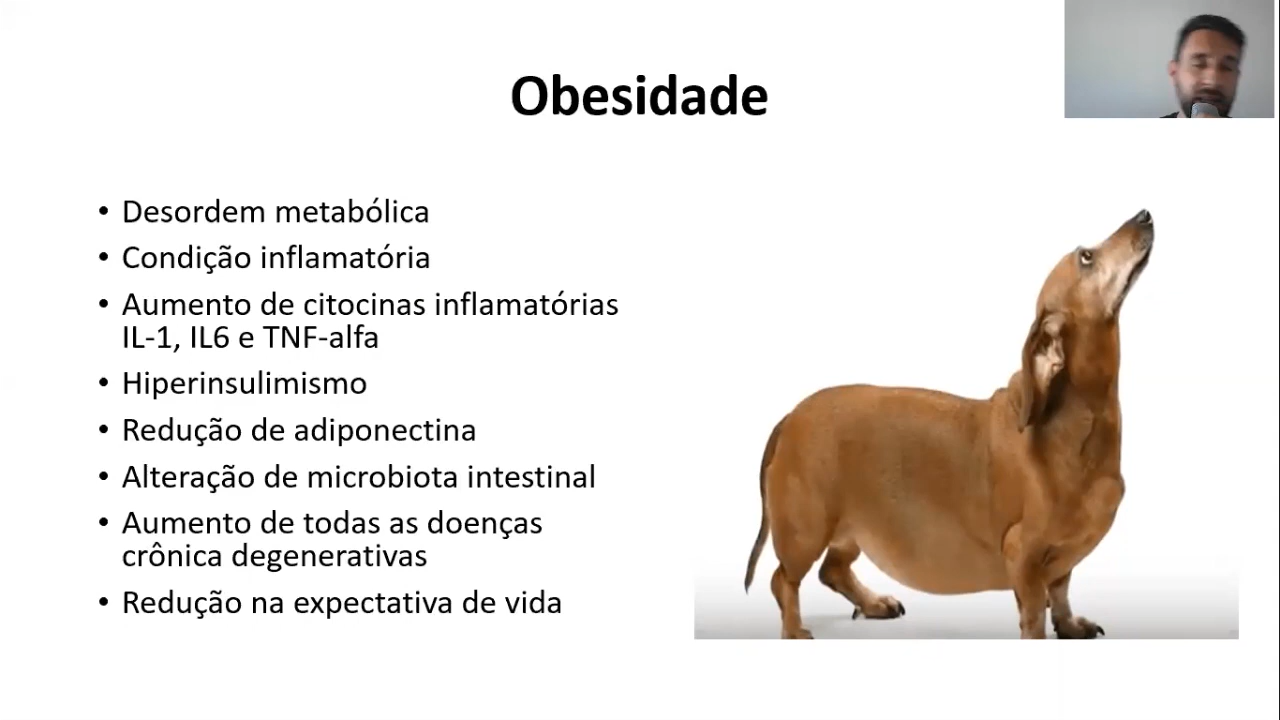 Obesidade
• Desordem metabólica
• Condição inflamatória
• Aumento de citocinas inflamatórias
IL-1, IL6 e TNF-alfa
• Hiperinsulimismo
• Redução de adiponectina
• Alteração de microbiota intestinal
• Aumento de todas as doenças
crônica degenerativas
• Redução na expectativa de vida